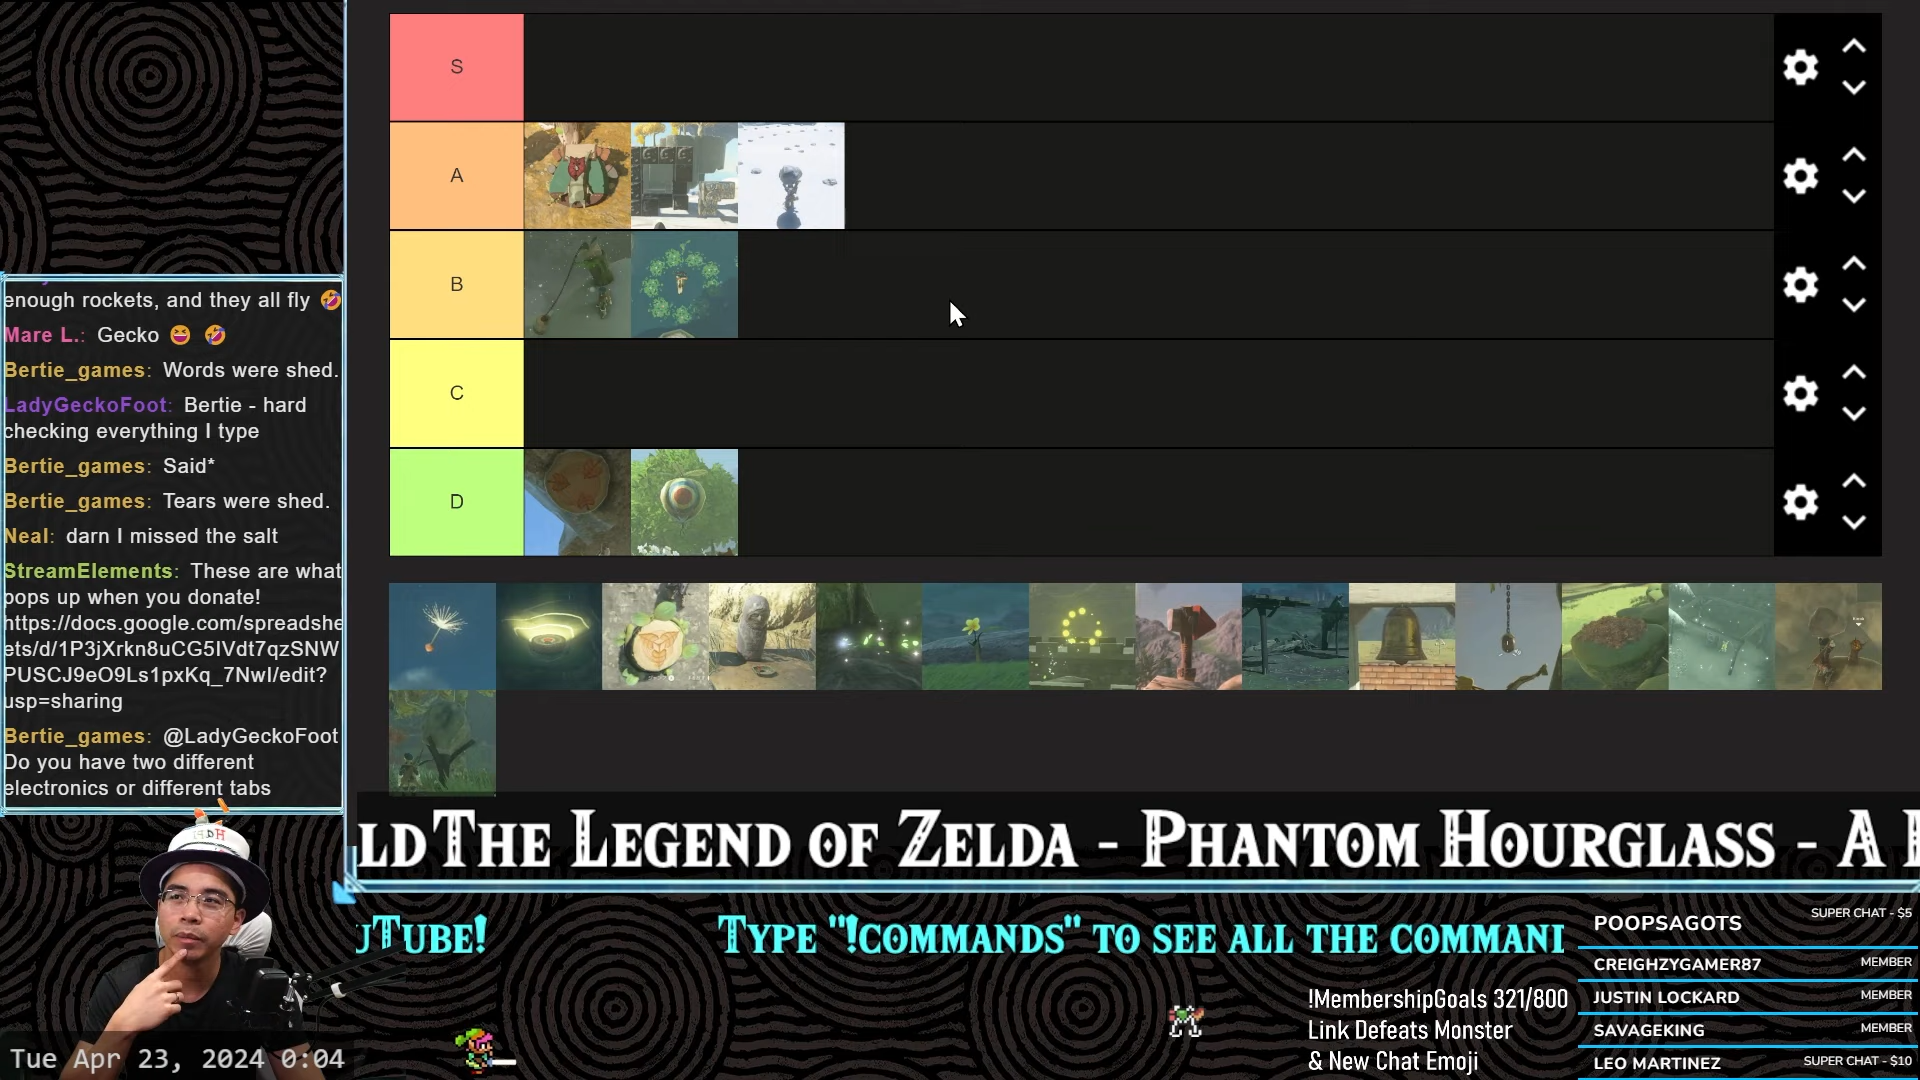 S
A
B
C
D
enough rockets, and they all fly 🤣
Mare L.: Gecko 😆 🤣
Bertie_games: Words were shed.
LadyGeckoFoot: Bertie - hard
checking everything I type
Bertie_games: Said*
Bertie_games: Tears were shed.
Neal: darn I missed the salt
StreamElements: These are what
pops up when you donate!
https://docs.google.com/spreadshe
ets/d/1P3jXrkn8uCG5IVdt7qzSNW
PUSCJ9eO9Ls1pxKq_7NwI/edit?
usp=sharing
Bertie_games: @LadyGeckoFoot
Do you have two different
electronics or different tabs
LD THE LEGEND OF ZELDA - PHANTOM HOURGLASS - A
UTUBE!
TYPE "!COMMANDS" TO SEE ALL THE COMMAN
POOPSAGOTS SUPER CHAT - $5
CREIGHZYGAMER87 MEMBER
JUSTIN LOCKARD MEMBER
SAVAGEKING MEMBER
LEO MARTINEZ SUPER CHAT - $10
!MembershipGoals 321/800
Link Defeats Monster
& New Chat Emoji
Tue Apr 23, 2024 0:04